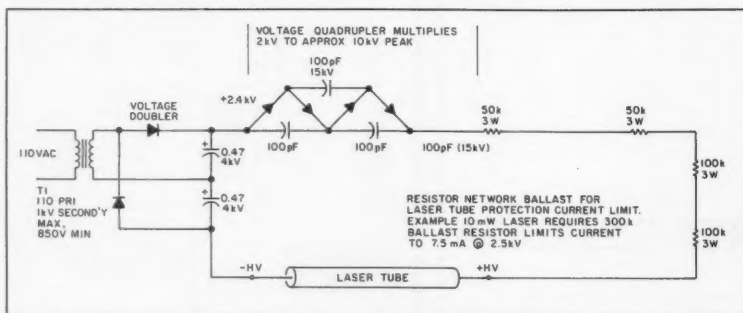 VOLTAGE QUADRUPLER MULTIPLIES
2kV TO APPROX 10kV PEAK
100pF
15kV
+2.4kV
VOLTAGE
DOUBLER
50k
3W
50k
3W
110VAC
+
0.47
4kV
100pF
100pF
100pF (15kV)
100k
3W
+
0.47
4kV
T1
110 PRI
1kV SECOND'Y
MAX,
850V MIN
RESISTOR NETWORK BALLAST FOR
LASER TUBE PROTECTION CURRENT LIMIT.
EXAMPLE 10mW LASER REQUIRES 300k
BALLAST RESISTOR LIMITS CURRENT
TO 7.5mA @ 2.5kV
100k
3W
-HV
LASER TUBE
+HV